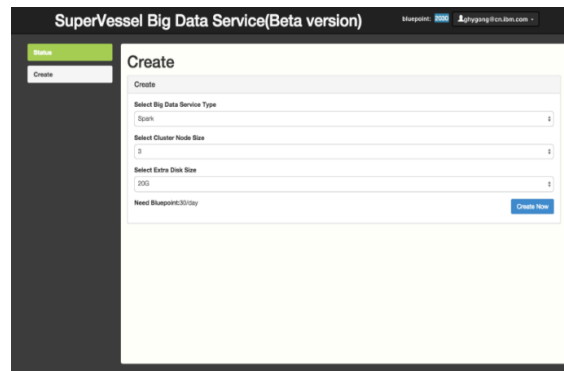 SuperVessel Big Data Service(Beta version)
bluepoint: 2000 ghygang@cn.ibm.com
Status
Create
Create
Create
Select Big Data Service Type
Spark
Select Cluster Node Size
3
Select Extra Disk Size
20G
Need Bluepoint:30/day
Create Now